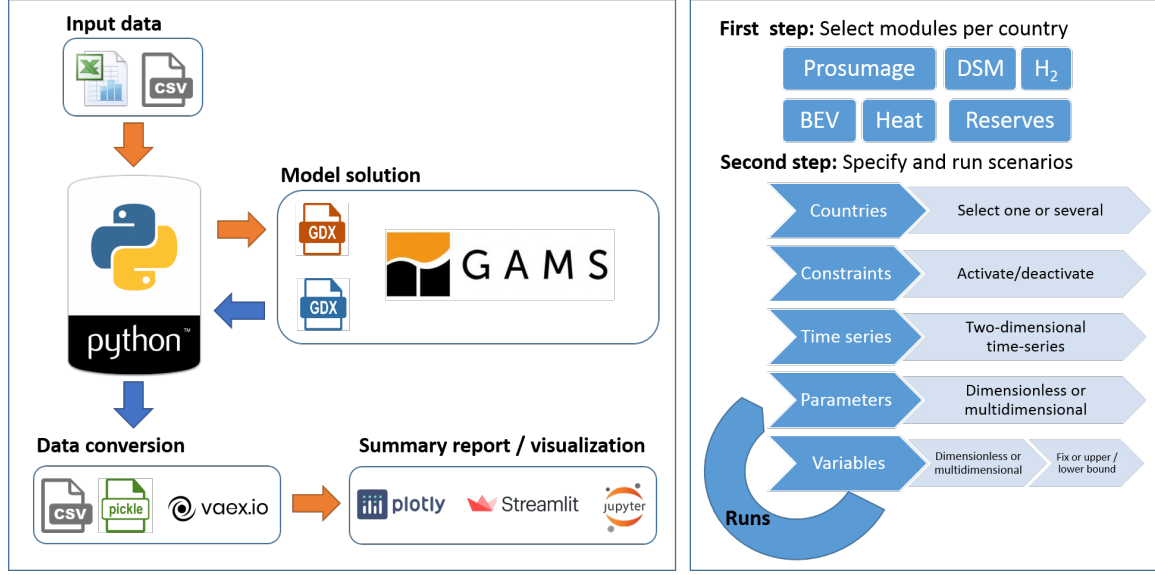 Input data
CSV
python™
Model solution
GDX
GAMS
GDX
Data conversion
CSV
pickle
vaex.io
Summary report / visualization
plotly
Streamlit
jupyter
First step: Select modules per country
Prosumage
DSM
H₂
BEV
Heat
Reserves
Second step: Specify and run scenarios
Countries
Select one or several
Constraints
Activate/deactivate
Time series
Two-dimensional
time-series
Parameters
Dimensionless or
multidimensional
Variables
Dimensionless or
multidimensional
Fix or upper /
lower bound
Runs